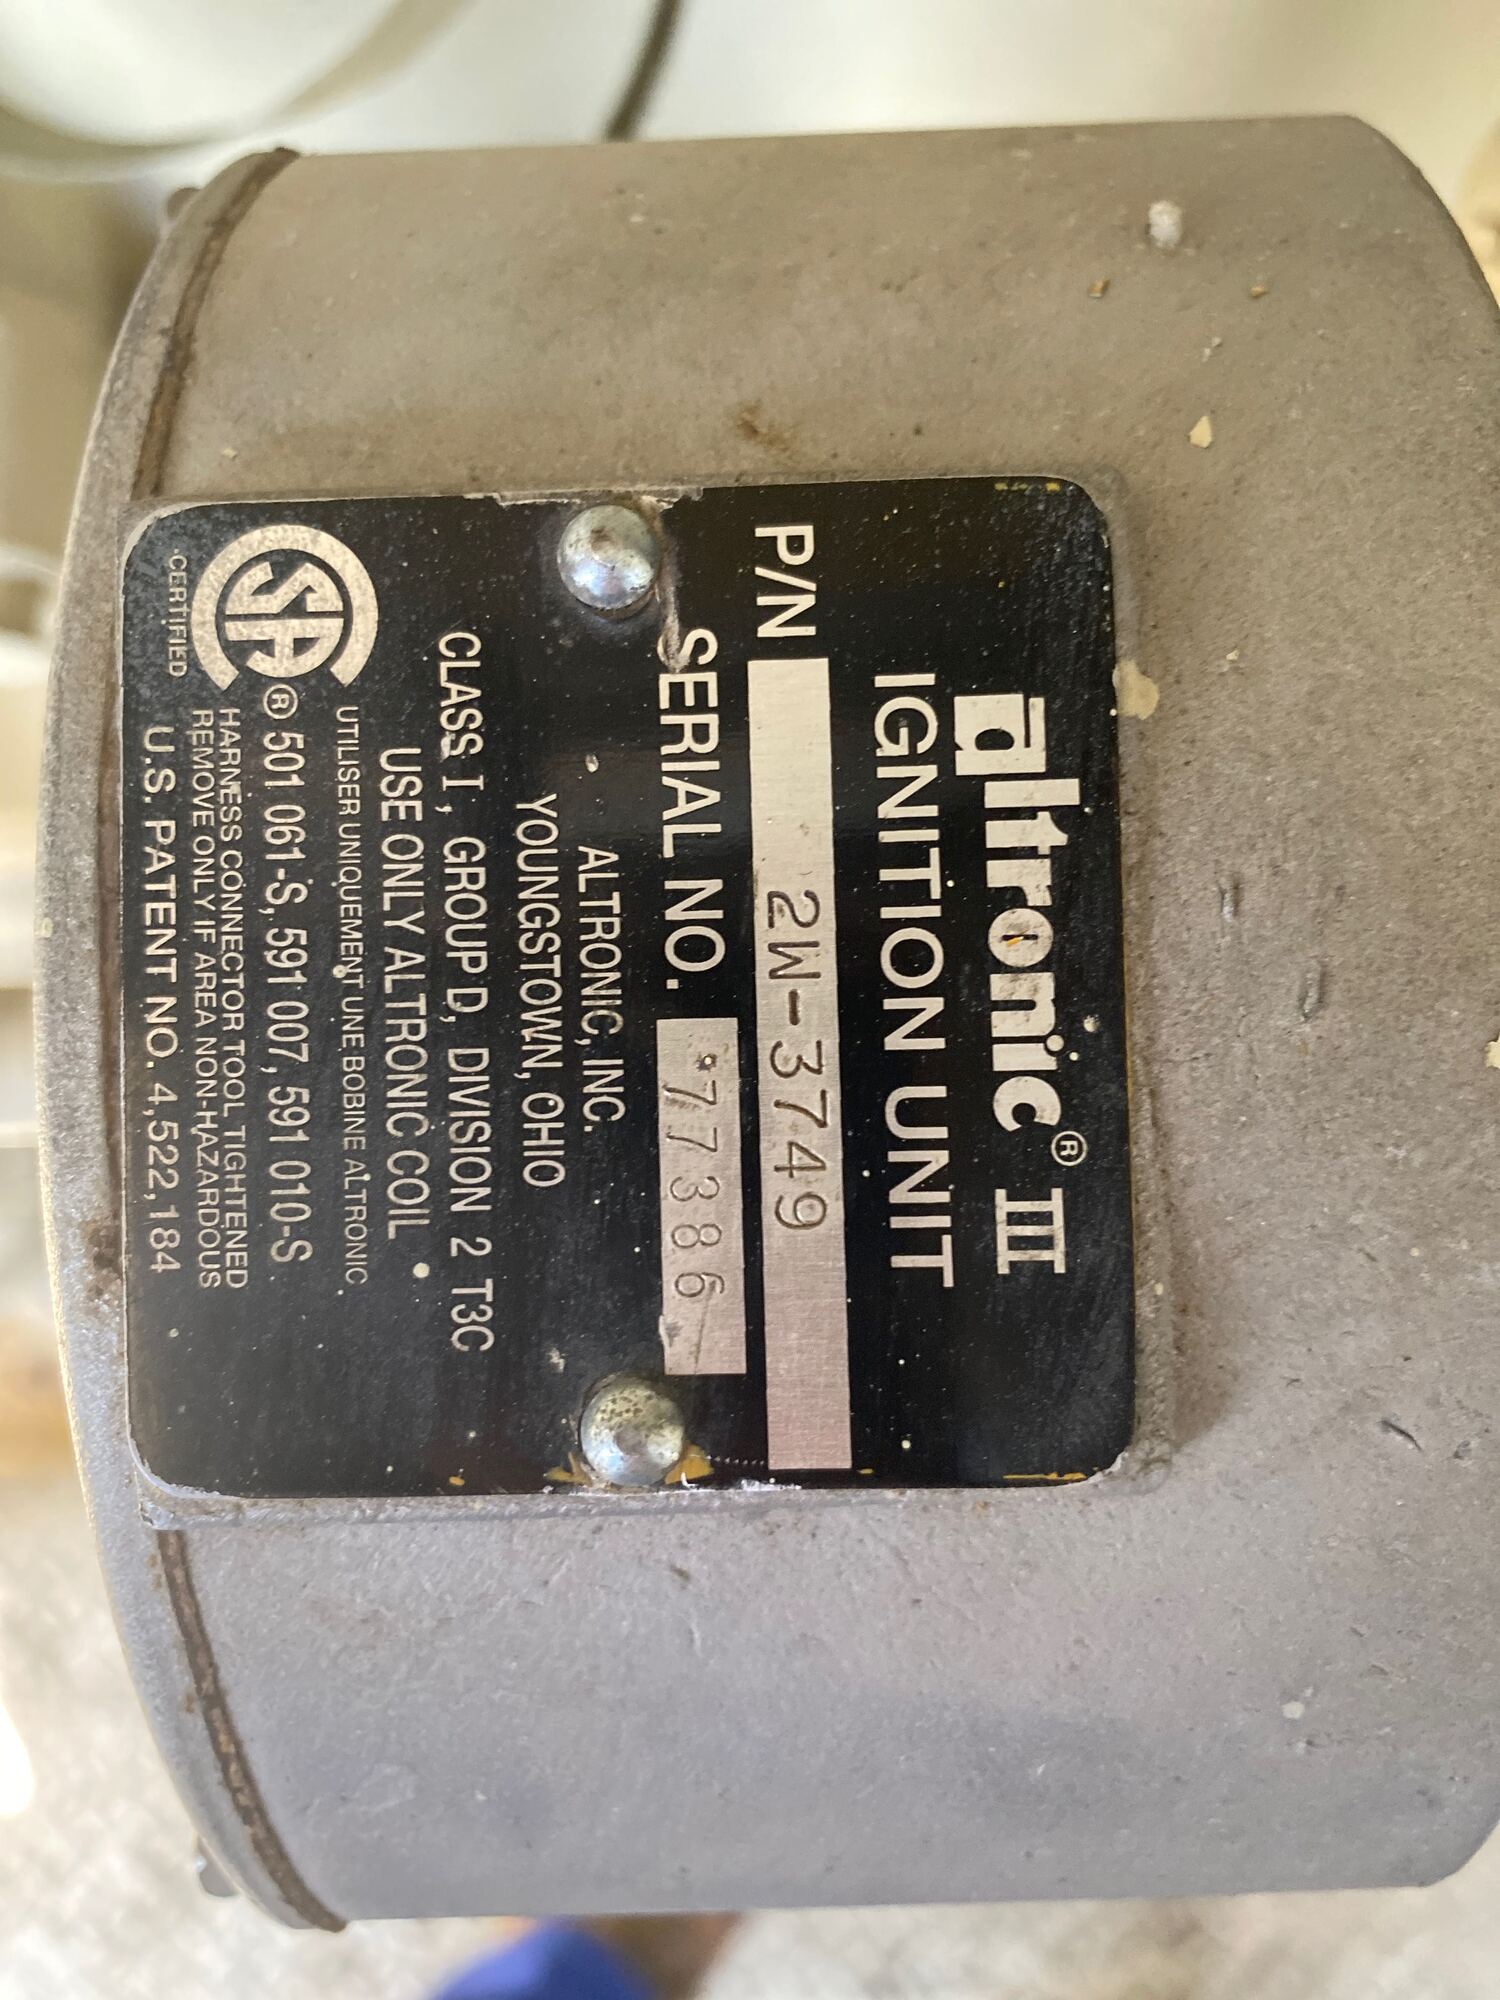 altronic® III
IGNITION UNIT
P/N 2W-3749
SERIAL NO. 77386
ALTRONIC, INC.
YOUNGSTOWN, OHIO
CLASS I, GROUP D, DIVISION 2 T3C
USE ONLY ALTRONIC COIL
UTILISER UNIQUEMENT UNE BOBINE ALTRONIC
SA® 501 061-S, 591 007, 591 010-S
CERTIFIED
HARNESS CONNECTOR TOOL TIGHTENED
REMOVE ONLY IF AREA NON-HAZARDOUS
U.S. PATENT NO. 4,522,184